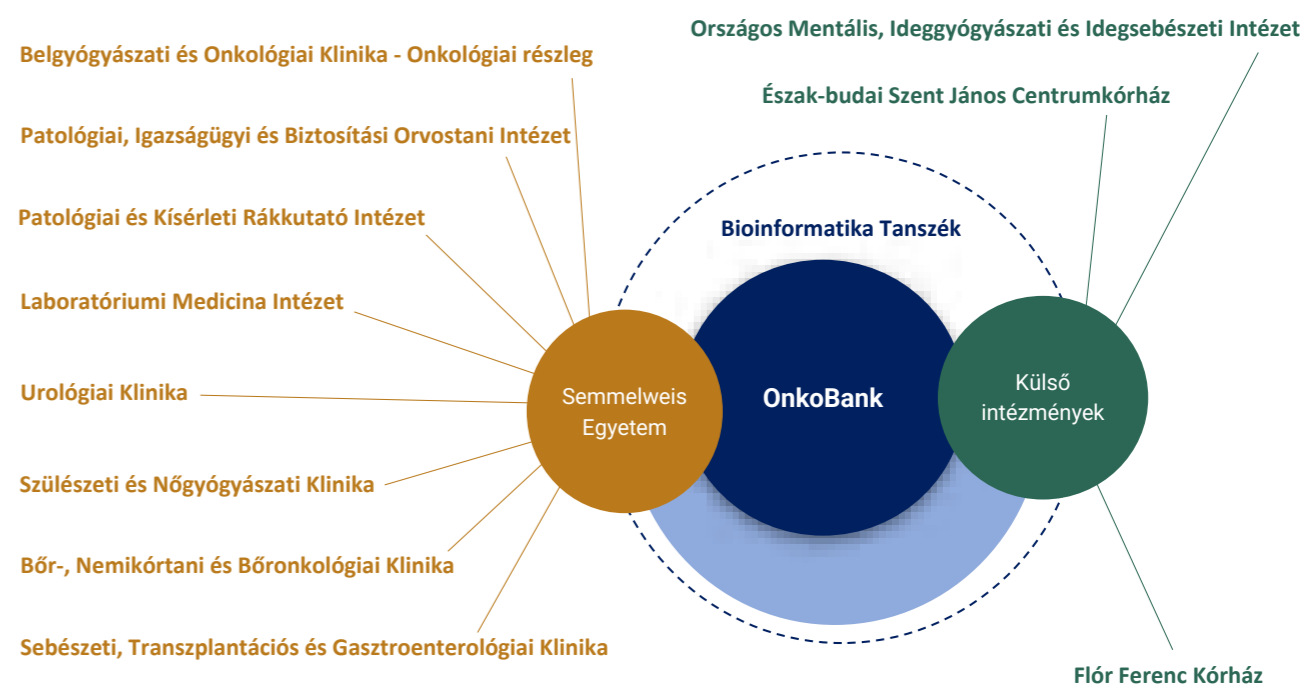 Országos Mentális, Ideggyógyászati és Idegsebészeti Intézet
Belgyógyászati és Onkológiai Klinika - Onkológiai részleg
Észak-budai Szent János Centrumkórház
Patológiai, Igazságügyi és Biztosítási Orvostani Intézet
Patológiai és Kísérleti Rákkutató Intézet
Bioinformatika Tanszék
Laboratóriumi Medicina Intézet
Urológiai Klinika
Semmelweis
Egyetem
OnkoBank
Külső
intézmények
Szülészeti és Nőgyógyászati Klinika
Bőr-, Nemikórtani és Bőronkológiai Klinika
Sebészeti, Transzplantációs és Gasztroenterológiai Klinika
Flór Ferenc Kórház